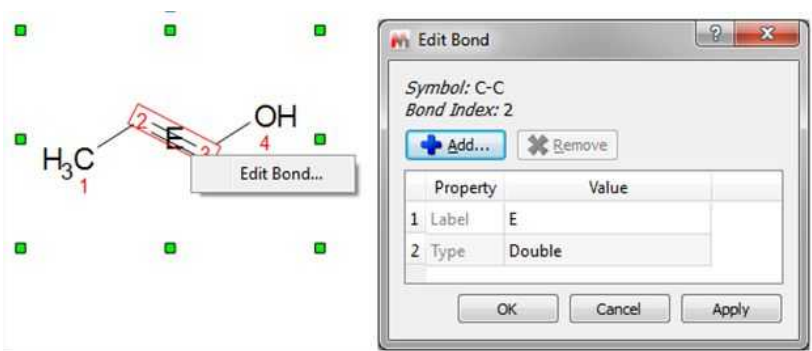 2 E 3
OH
4
H3C
1
Edit Bond...
Edit Bond
Symbol: C-C
Bond Index: 2
Add... Remove
Property Value
1 Label E
2 Type Double
OK Cancel Apply